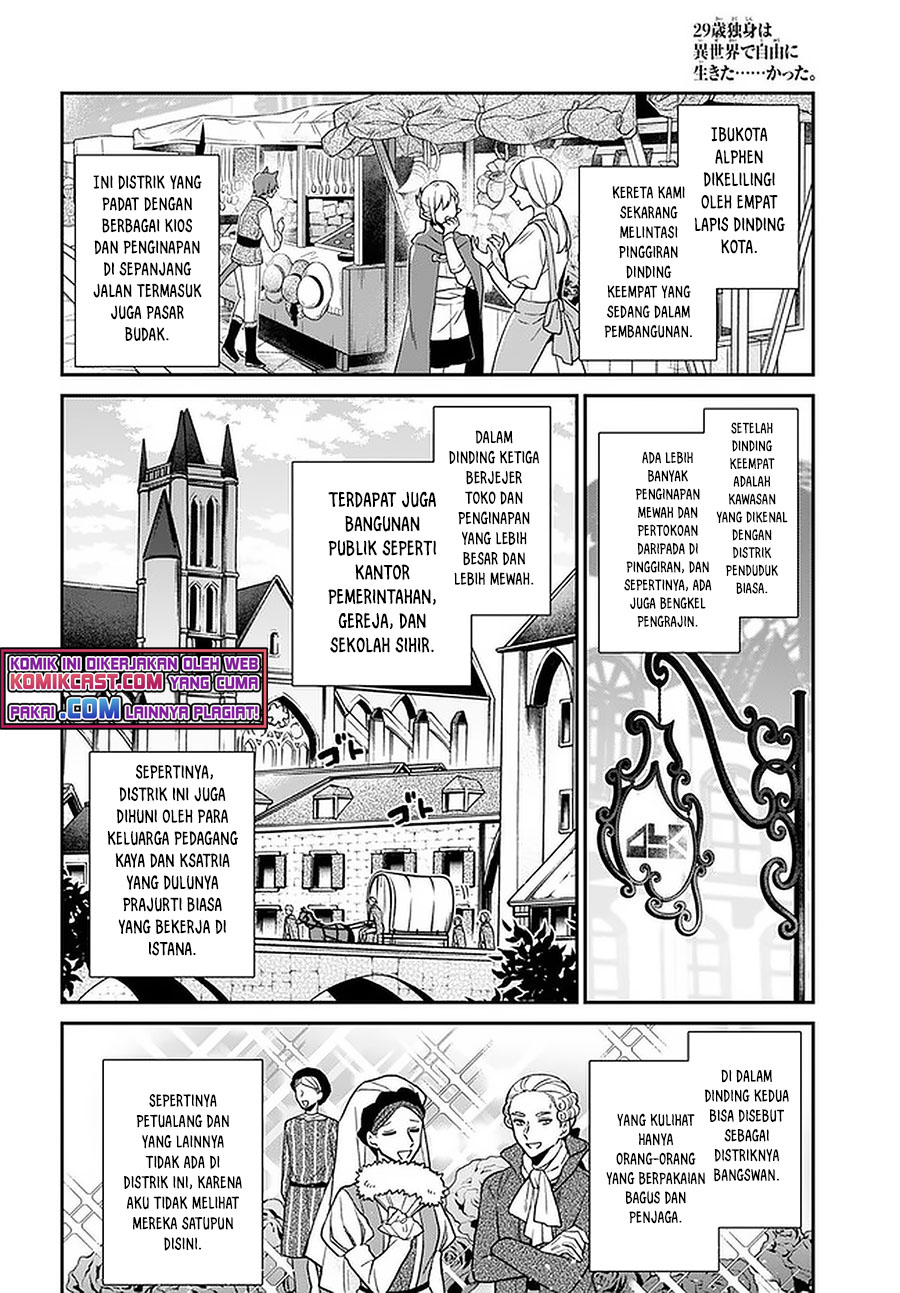 29歳独身は
異世界で自由に
生きた……かった。
IBUKOTA
ALPHEN
DIKELILINGI
OLEH EMPAT
LAPIS DINDING
KOTA.
KERETA KAMI
SEKARANG
MELINTASI
PINGGIRAN
DINDING
KEEMPAT YANG
SEDANG DALAM
PEMBANGUNAN.
INI DISTRIK YANG
PADAT DENGAN
BERBAGAI KIOS
DAN PENGINAPAN
DI SEPANJANG
JALAN TERMASUK
JUGA PASAR
BUDAK.
SETELAH
DINDING
KEEMPAT
ADALAH
KAWASAN
YANG DIKENAL
DENGAN
DISTRIK
PENDUDUK
BIASA.
ADA LEBIH
BANYAK
PENGINAPAN
MEWAH DAN
PERTOKOAN
DARIPADA DI
PINGGIRAN, DAN
SEPERTINYA, ADA
JUGA BENGKEL
PENGRAJIN.
DALAM
DINDING KETIGA
BERJEJER
TOKO DAN
PENGINAPAN
YANG LEBIH
BESAR DAN
LEBIH MEWAH.
TERDAPAT JUGA
BANGUNAN
PUBLIK SEPERTI
KANTOR
PEMERINTAHAN,
GEREJA, DAN
SEKOLAH SIHIR.
KOMIK INI DIKERJAKAN OLEH WEB
KOMIKCAST.COM YANG CUMA
PAKAI .COM LAINNYA PLAGIAT!
ゴト
ゴト
SEPERTINYA,
DISTRIK INI JUGA
DIHUNI OLEH PARA
KELUARGA PEDAGANG
KAYA DAN KSATRIA
YANG DULUNYA
PRAJURTI BIASA
YANG BEKERJA DI
ISTANA.
DI DALAM
DINDING KEDUA
BISA DISEBUT
SEBAGAI
DISTRIKNYA
BANGSWAN.
YANG KULIHAT
HANYA
ORANG-ORANG
YANG BERPAKAIAN
BAGUS DAN
PENJAGA.
SEPERTINYA
PETUALANG DAN
YANG LAINNYA
TIDAK ADA DI
DISTRIK INI, KARENA
AKU TIDAK MELIHAT
MEREKA SATUPUN
DISINI.